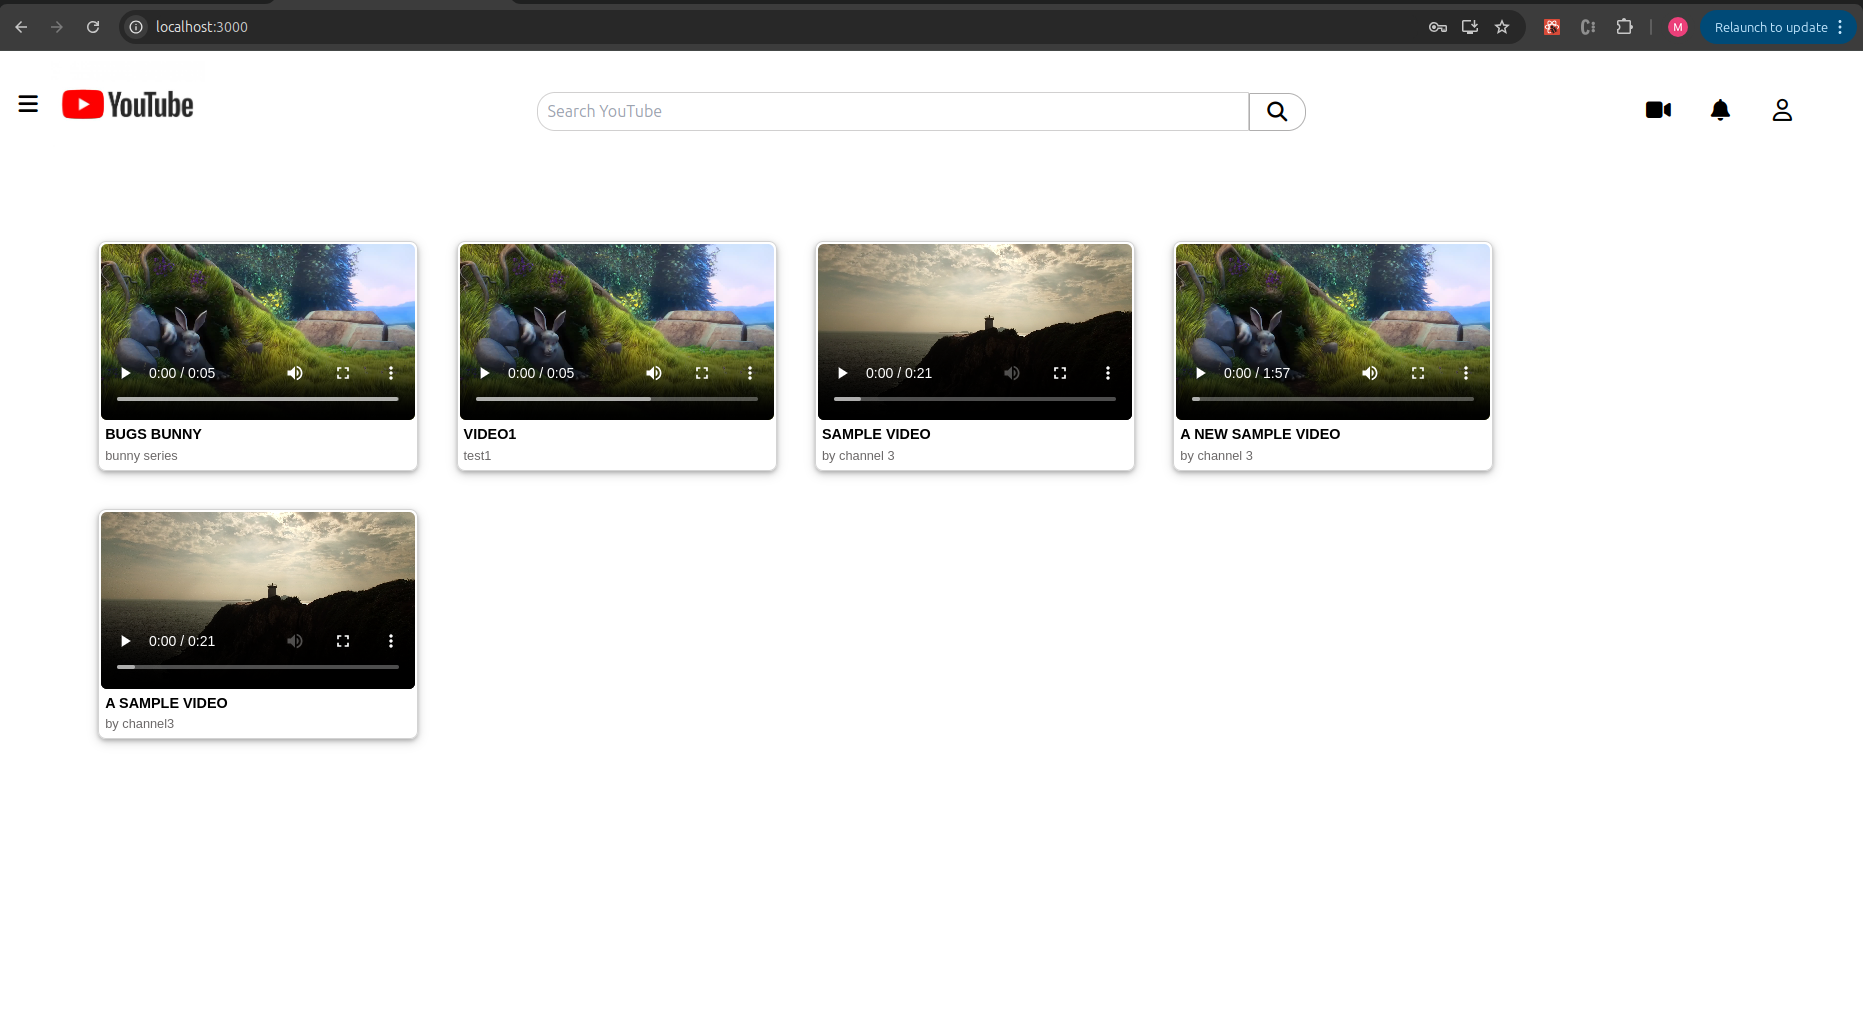 localhost:3000
Relaunch to update
M
YouTube
Search YouTube
0:00 / 0:05
0:00 / 0:05
0:00 / 0:21
0:00 / 1:57
BUGS BUNNY
VIDEO1
SAMPLE VIDEO
A NEW SAMPLE VIDEO
bunny series
test1
by channel 3
by channel 3
0:00 / 0:21
A SAMPLE VIDEO
by channel3